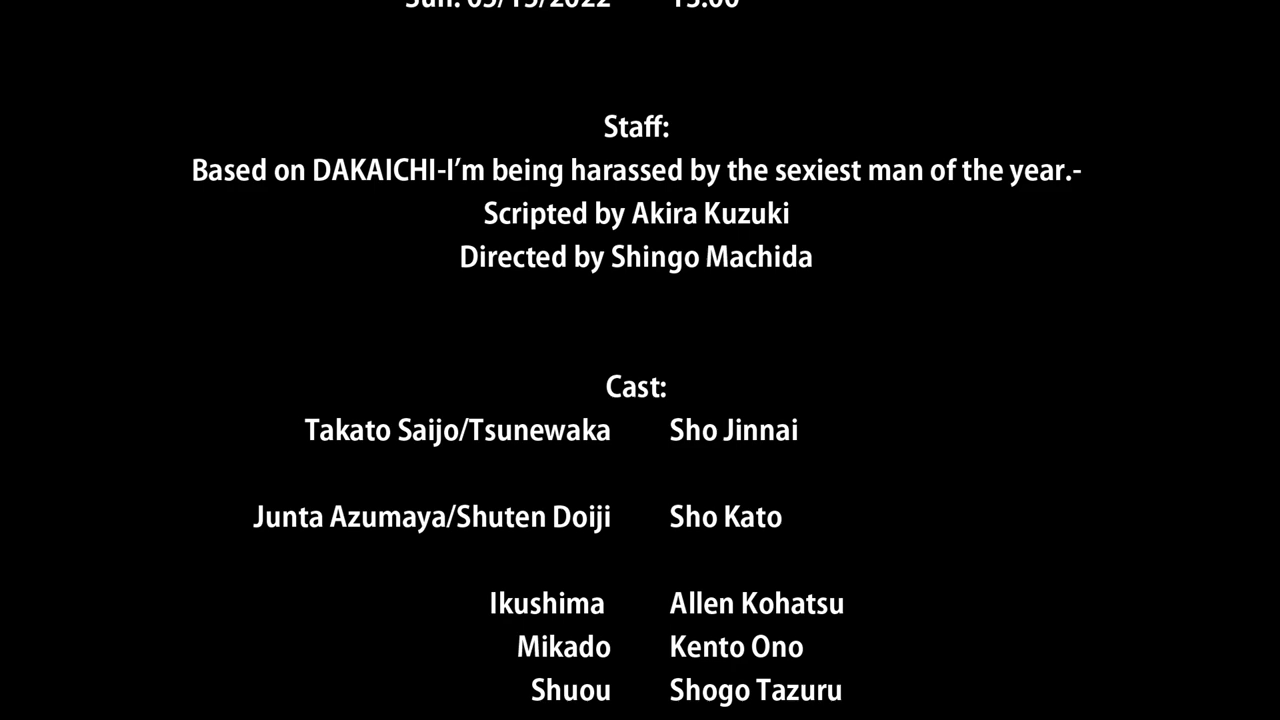 Staff:
Based on DAKAICHI-I’m being harassed by the sexiest man of the year.-
Scripted by Akira Kuzuki
Directed by Shingo Machida
Cast:
Takato Saijo/Tsunewaka Sho Jinnai
Junta Azumaya/Shuten Doiji Sho Kato
Ikushima Allen Kohatsu
Mikado Kento Ono
Shuou Shogo Tazuru